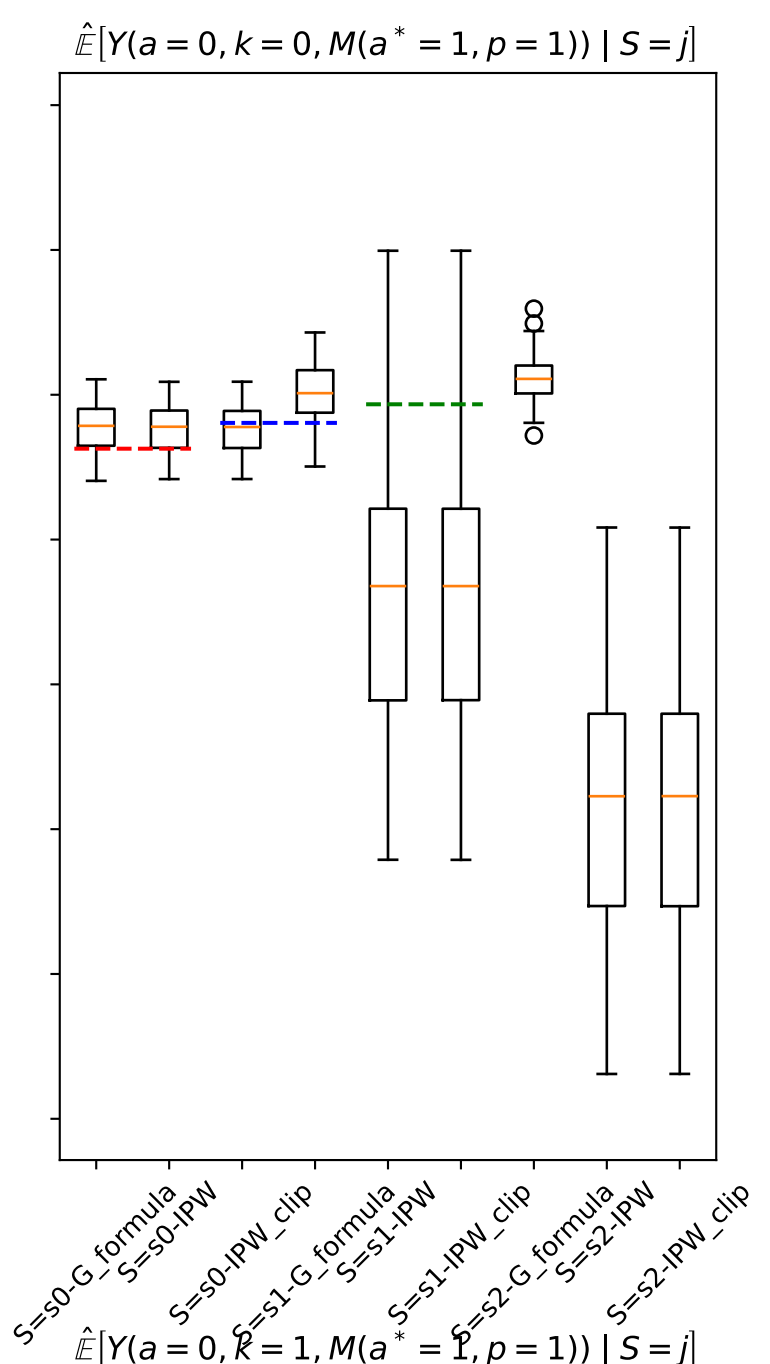 𝔼̂[Y(a = 0, k = 0, M(a* = 1, p = 1)) | S = j]
S=s0-G_formula
S=s0-IPW
S=s0-IPW_clip
S=s1-G_formula
S=s1-IPW
S=s1-IPW_clip
S=s2-G_formula
S=s2-IPW
S=s2-IPW_clip
𝔼̂[Y(a = 0, k = 1, M(a* = 1, p = 1)) | S = j]